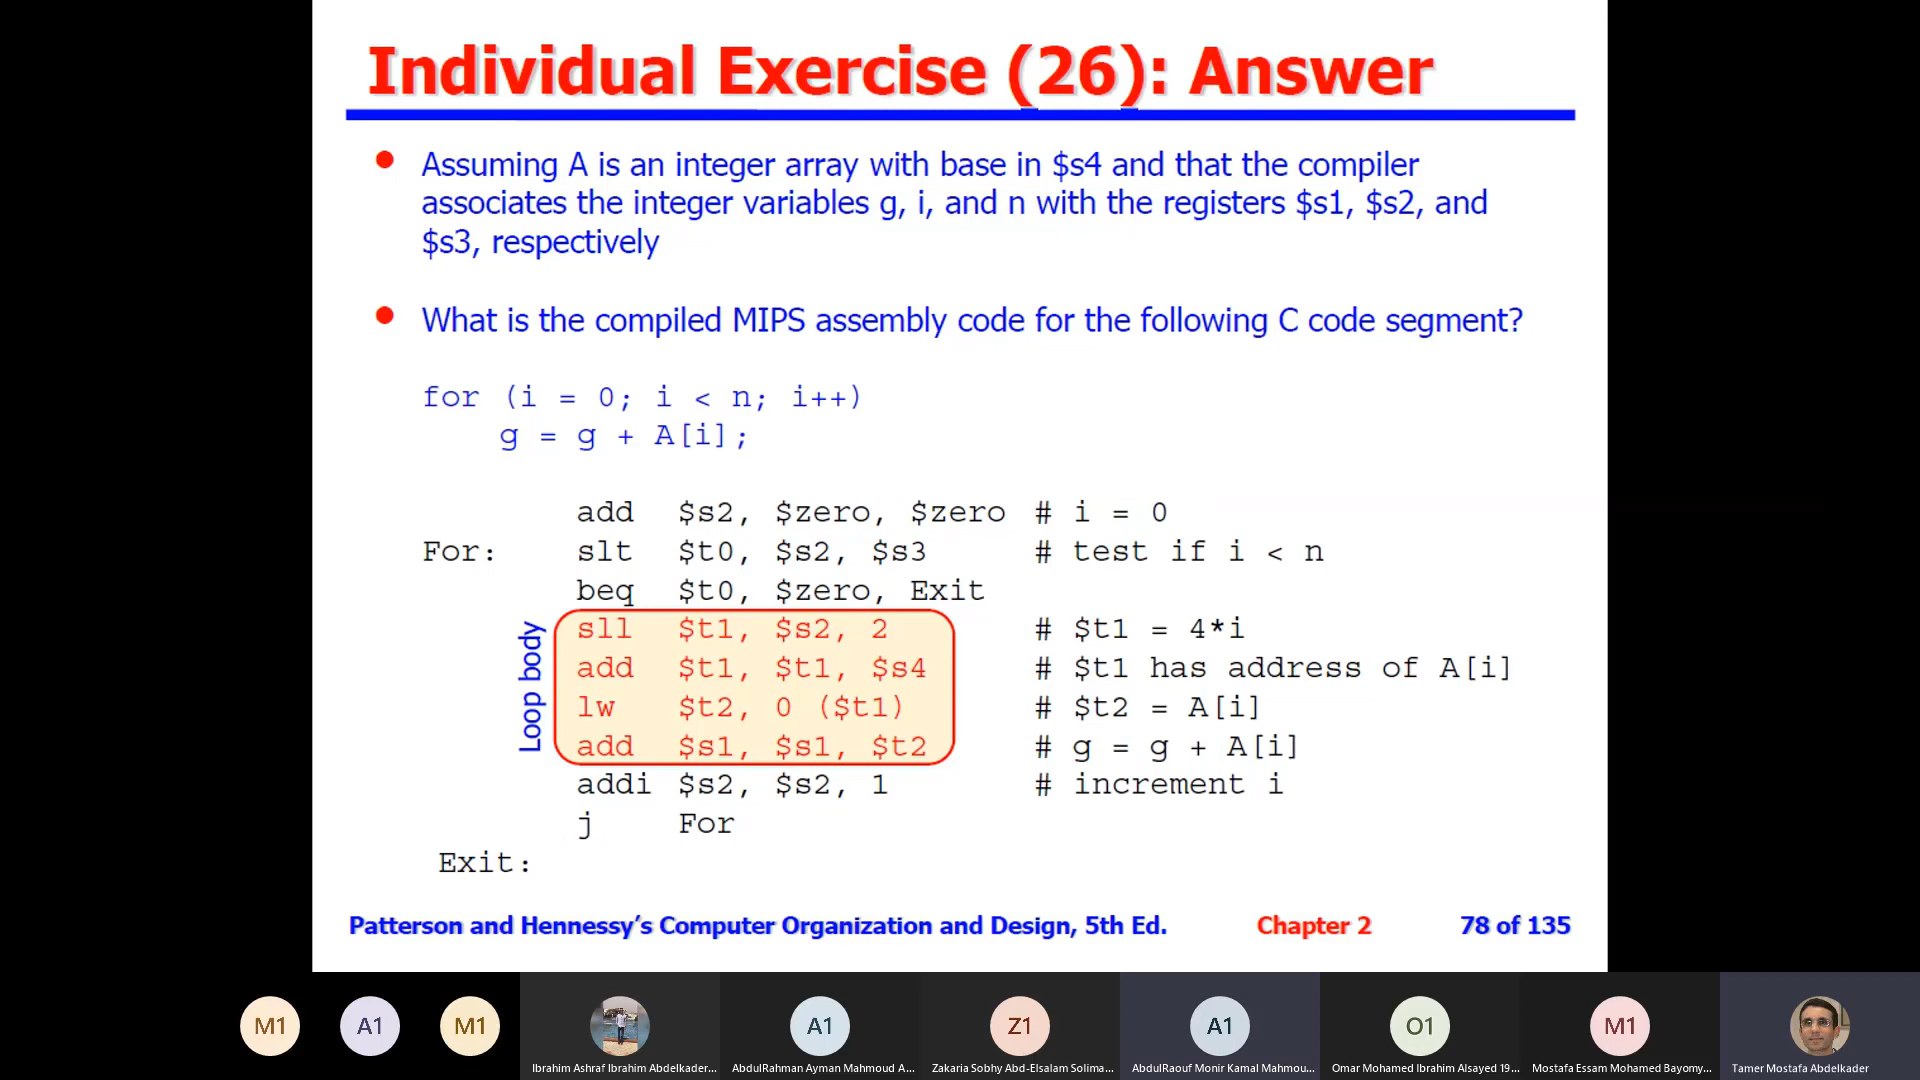 Individual Exercise (26): Answer
Assuming A is an integer array with base in $s4 and that the compiler
associates the integer variables g, i, and n with the registers $s1, $s2, and
$s3, respectively
What is the compiled MIPS assembly code for the following C code segment?
for (i = 0; i < n; i++)
g = g + A[i];
add $s2, $zero, $zero # i = 0
For: slt $t0, $s2, $s3 # test if i < n
beq $t0, $zero, Exit
Loop body
sll $t1, $s2, 2 # $t1 = 4*i
add $t1, $t1, $s4 # $t1 has address of A[i]
lw $t2, 0 ($t1) # $t2 = A[i]
add $s1, $s1, $t2 # g = g + A[i]
addi $s2, $s2, 1 # increment i
j For
Exit:
Patterson and Hennessy’s Computer Organization and Design, 5th Ed. Chapter 2 78 of 135
M1 A1 M1 A1 Z1 A1 O1 M1
Ibrahim Ashraf Ibrahim Abdelkader... AbdulRahman Ayman Mahmoud A... Zakaria Sobhy Abd-Elsalam Solima... AbdulRaouf Monir Kamal Mahmou... Omar Mohamed Ibrahim Alsayed 19... Mostafa Essam Mohamed Bayomy... Tamer Mostafa Abdelkader